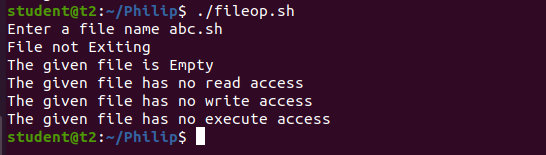 student@t2:~/Philip$ ./fileop.sh
Enter a file name abc.sh
File not Exiting
The given file is Empty
The given file has no read access
The given file has no write access
The given file has no execute access
student@t2:~/Philip$